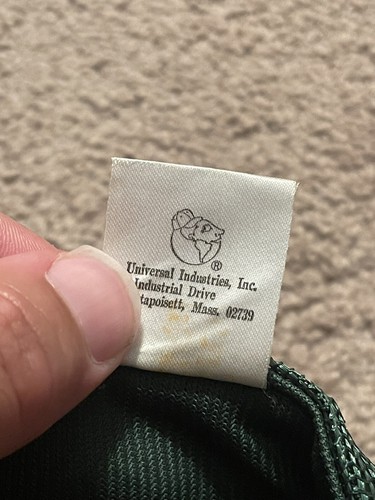 ®
Universal Industries, Inc.
Industrial Drive
tapoisett, Mass. 02739